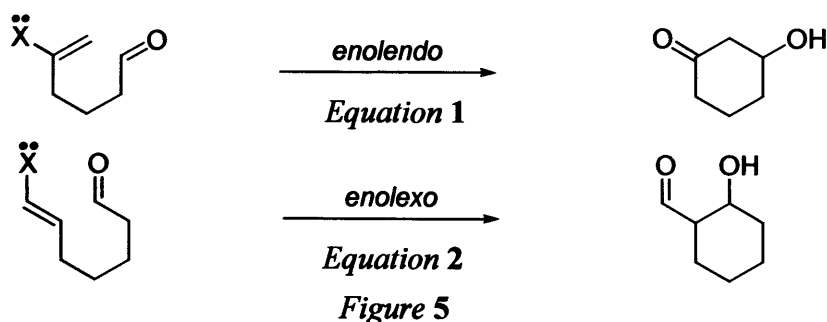 Ẍ
O
enolendo
Equation 1
O
OH
Ẍ
O
enolexo
Equation 2
O
OH
Figure 5